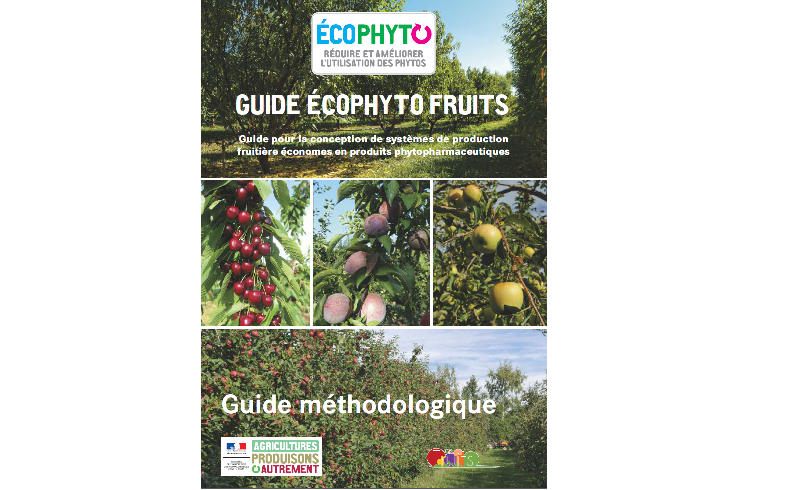 ÉCOPHYTO
RÉDUIRE ET AMÉLIORER
L'UTILISATION DES PHYTOS
GUIDE ÉCOPHYTO FRUITS
Guide pour la conception de systèmes de production
fruitière économes en produits phytopharmaceutiques
Guide méthodologique
AGRICULTURES
PRODUISONS
AUTREMENT